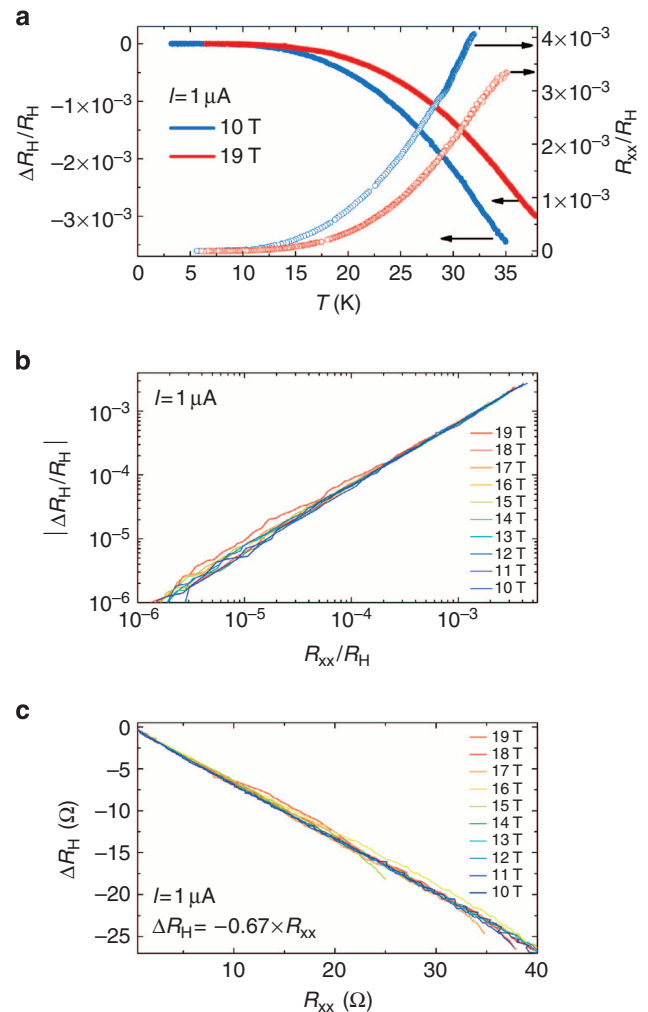 a
0
−1×10⁻³
−2×10⁻³
−3×10⁻³
ΔR_H/R_H
I=1 μA
10 T
19 T
4×10⁻³
3×10⁻³
2×10⁻³
1×10⁻³
0
R_xx/R_H
0 5 10 15 20 25 30 35
T (K)
b
I=1 μA
10⁻³
10⁻⁴
10⁻⁵
10⁻⁶
|ΔR_H/R_H|
19 T
18 T
17 T
16 T
15 T
14 T
13 T
12 T
11 T
10 T
10⁻⁶ 10⁻⁵ 10⁻⁴ 10⁻³
R_xx/R_H
c
0
−5
−10
−15
−20
−25
ΔR_H (Ω)
19 T
18 T
17 T
16 T
15 T
14 T
13 T
12 T
11 T
10 T
I=1 μA
ΔR_H= −0.67×R_xx
10 20 30 40
R_xx (Ω)